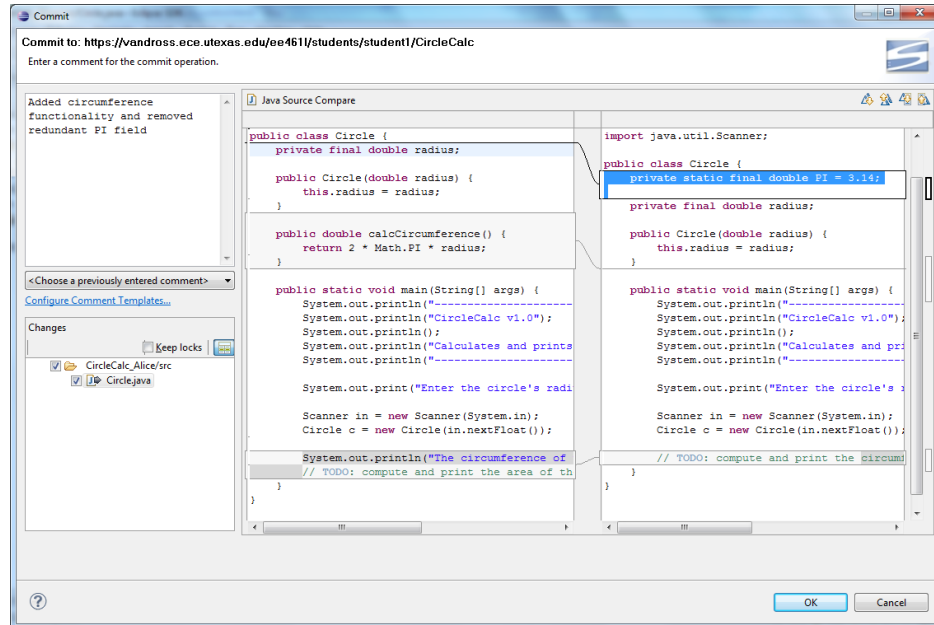 Commit
Commit to: https://vandross.ece.utexas.edu/ee461l/students/student1/CircleCalc
Enter a comment for the commit operation.
Added circumference
functionality and removed
redundant PI field
<Choose a previously entered comment>
Configure Comment Templates...
Changes
Keep locks
CircleCalc_Alice/src
Circle.java
Java Source Compare
public class Circle {
private final double radius;
public Circle(double radius) {
this.radius = radius;
}
public double calcCircumference() {
return 2 * Math.PI * radius;
}
public static void main(String[] args) {
System.out.println("----------------------
System.out.println("CircleCalc v1.0");
System.out.println();
System.out.println("Calculates and prints
System.out.println("----------------------
System.out.print("Enter the circle's radi
Scanner in = new Scanner(System.in);
Circle c = new Circle(in.nextFloat());
System.out.println("The circumference of
// TODO: compute and print the area of th
}
}
import java.util.Scanner;
public class Circle {
private static final double PI = 3.14;
private final double radius;
public Circle(double radius) {
this.radius = radius;
}
public static void main(String[] args) {
System.out.println("-----------------
System.out.println("CircleCalc v1.0");
System.out.println();
System.out.println("Calculates and pri
System.out.println("-----------------
System.out.print("Enter the circle's
Scanner in = new Scanner(System.in);
Circle c = new Circle(in.nextFloat());
// TODO: compute and print the circum
}
}
OK
Cancel